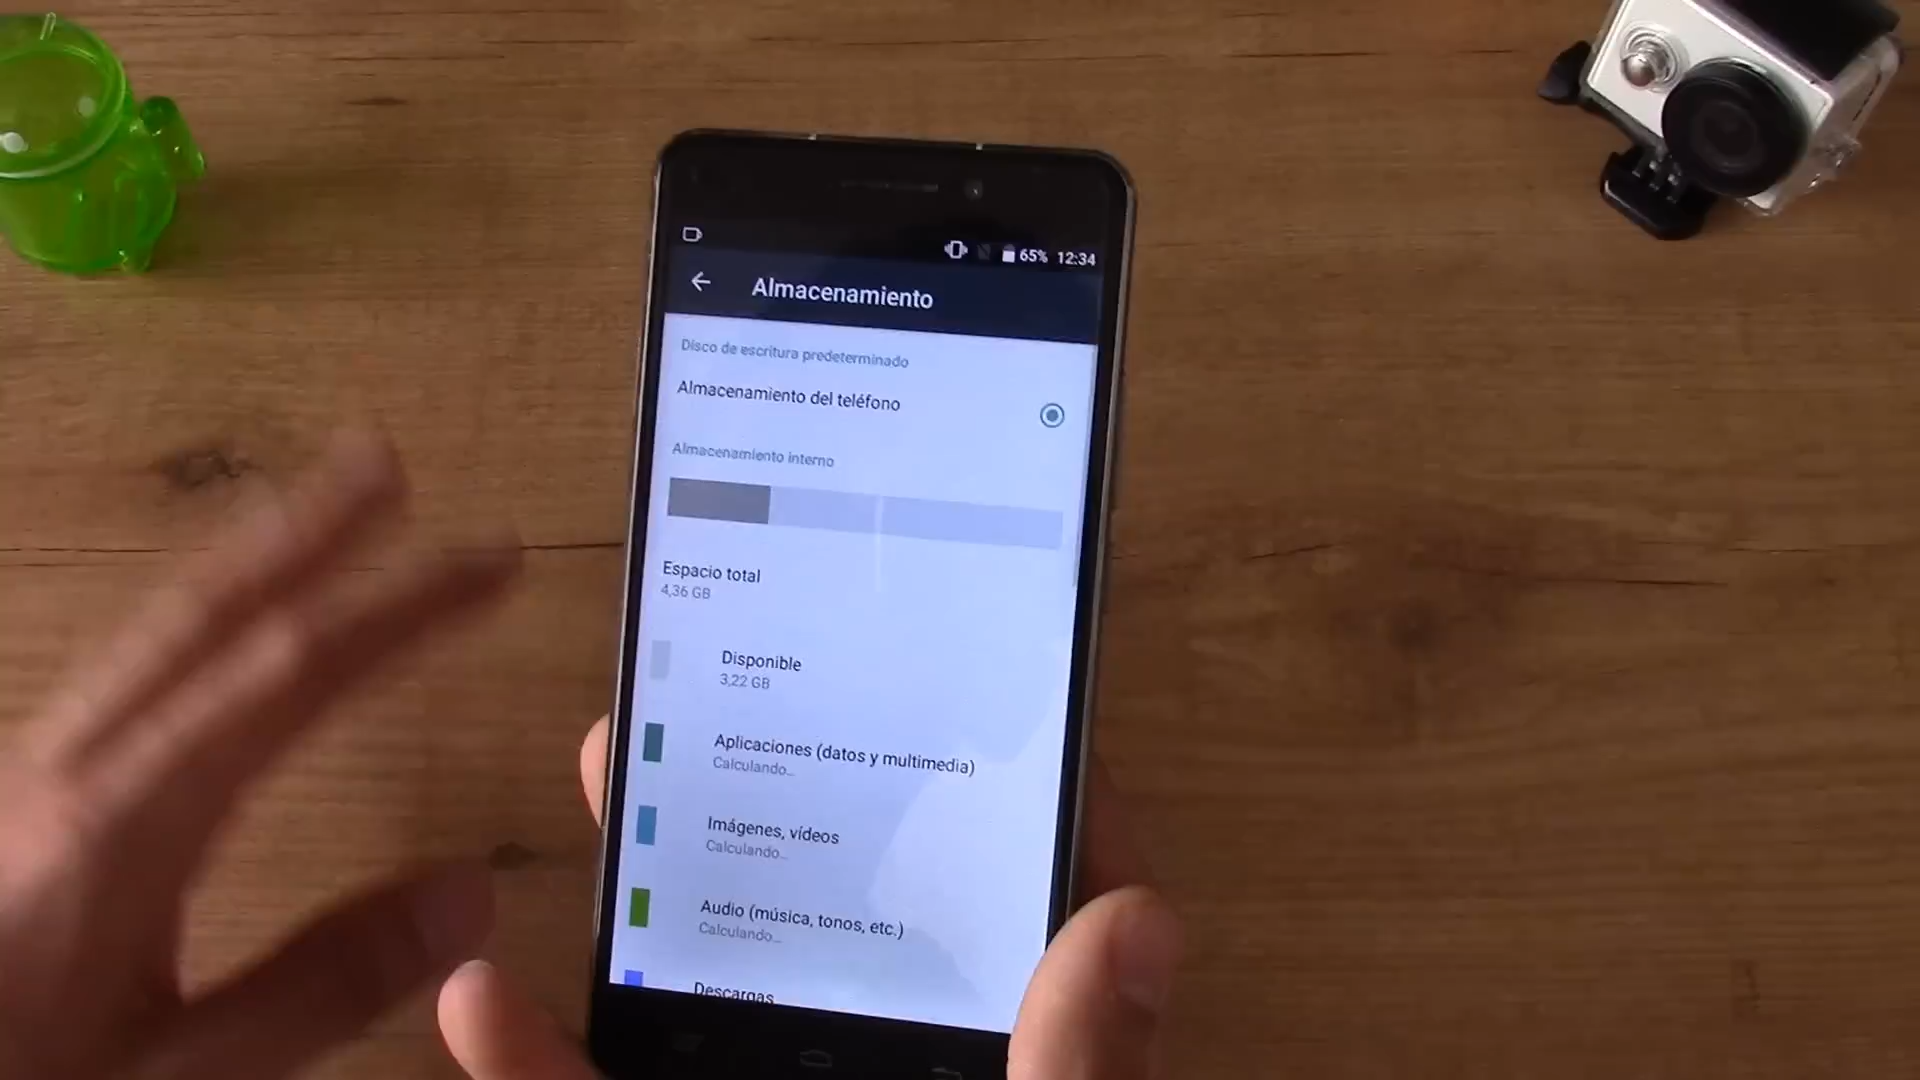 65% 12:34
Almacenamiento
Disco de escritura predeterminado
Almacenamiento del teléfono
Almacenamiento interno
Espacio total
4,36 GB
Disponible
3,22 GB
Aplicaciones (datos y multimedia)
Calculando...
Imágenes, vídeos
Calculando...
Audio (música, tonos, etc.)
Calculando...
Descargas